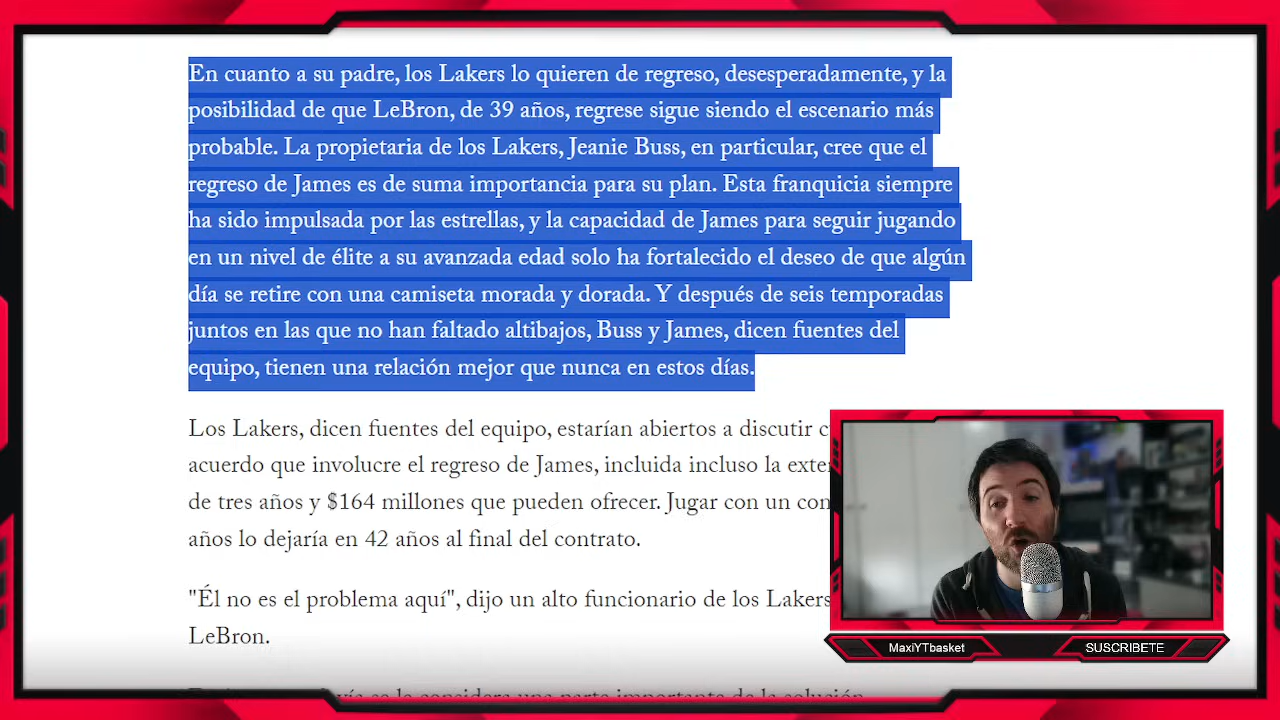 En cuanto a su padre, los Lakers lo quieren de regreso, desesperadamente, y la
posibilidad de que LeBron, de 39 años, regrese sigue siendo el escenario más
probable. La propietaria de los Lakers, Jeanie Buss, en particular, cree que el
regreso de James es de suma importancia para su plan. Esta franquicia siempre
ha sido impulsada por las estrellas, y la capacidad de James para seguir jugando
en un nivel de élite a su avanzada edad solo ha fortalecido el deseo de que algún
día se retire con una camiseta morada y dorada. Y después de seis temporadas
juntos en las que no han faltado altibajos, Buss y James, dicen fuentes del
equipo, tienen una relación mejor que nunca en estos días.
Los Lakers, dicen fuentes del equipo, estarían abiertos a discutir
acuerdo que involucre el regreso de James, incluida incluso la
de tres años y $164 millones que pueden ofrecer. Jugar con un
años lo dejaría en 42 años al final del contrato.
"Él no es el problema aquí", dijo un alto funcionario de los Lakers
LeBron.
se le considera una parte importante de la solución
MaxiYTbasket
SUSCRIBETE